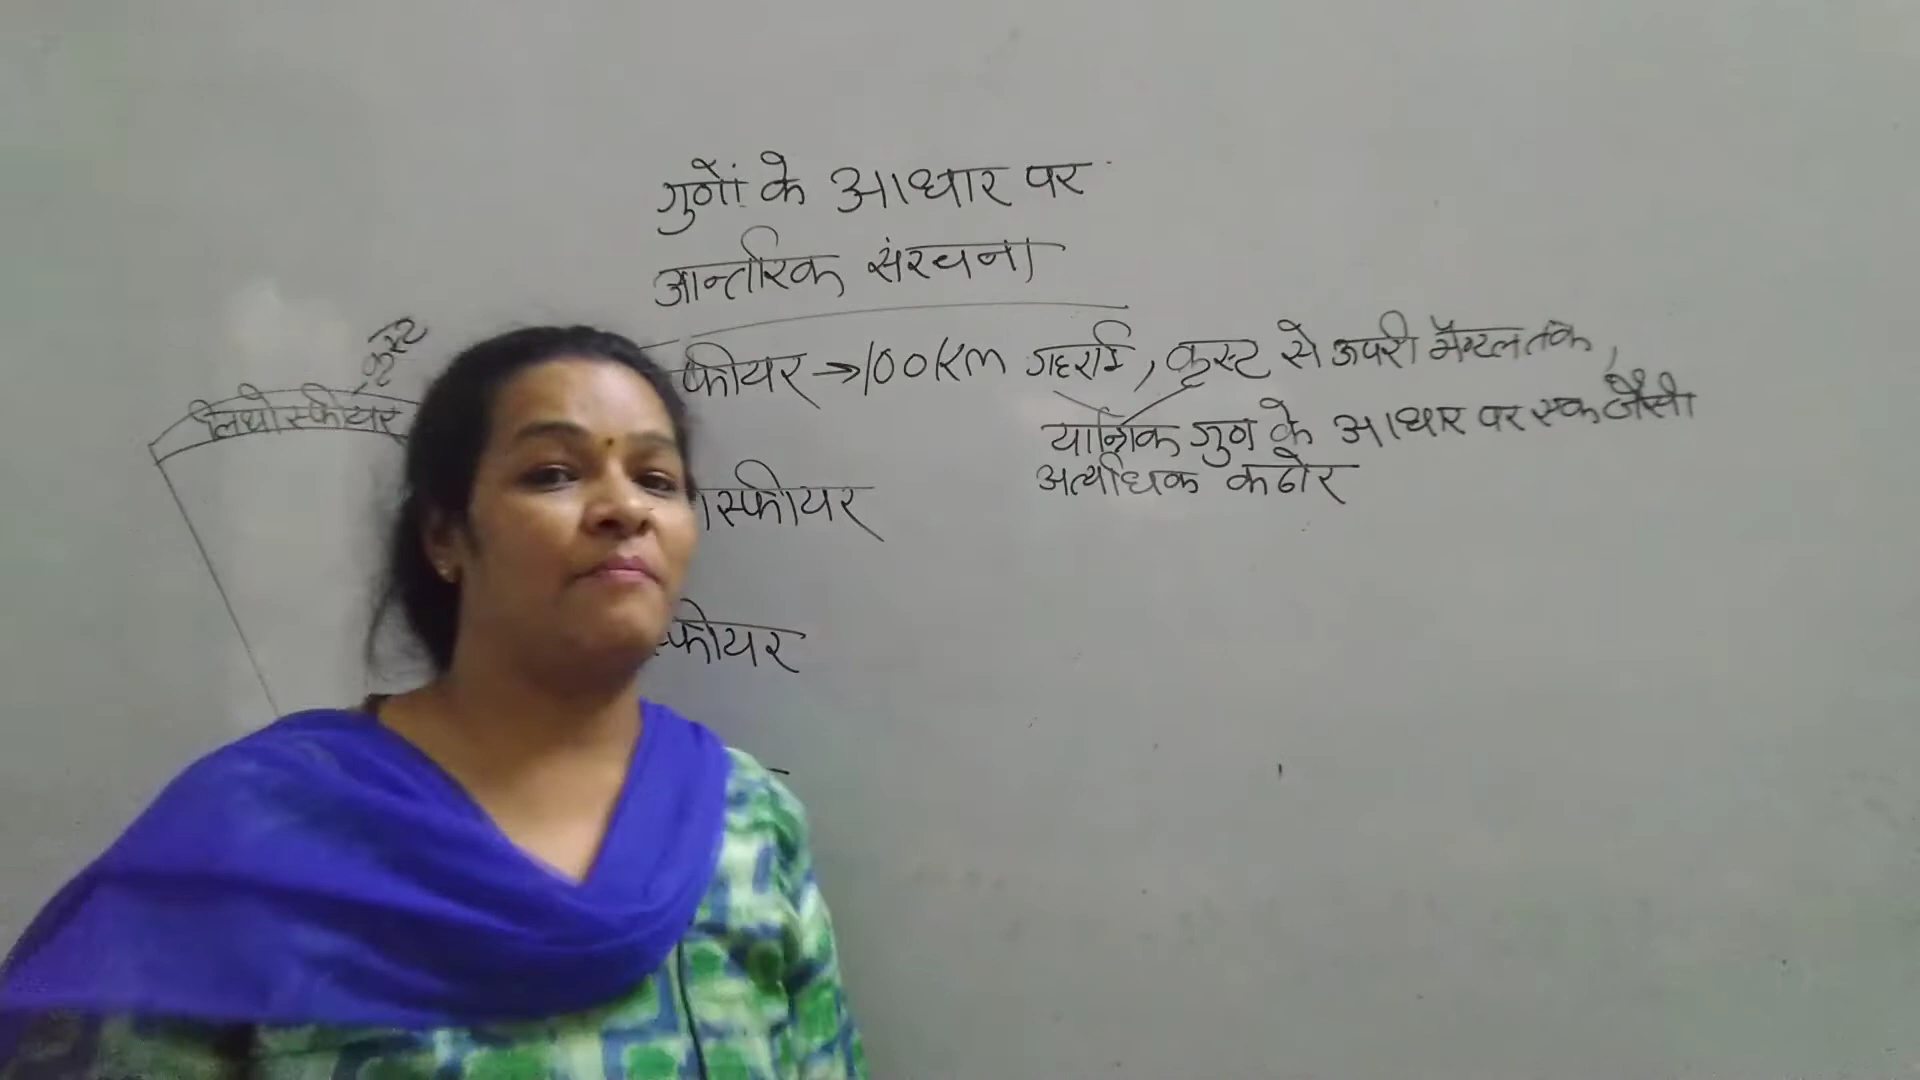 गुणों के आधार पर
आन्तरिक संरचना
क्रस्ट
लिथोस्फीयर
फीयर → 100 km गहराई, क्रस्ट से ऊपरी मैण्टल तक,
यान्त्रिक गुण के आधार पर एक जैसी
अत्यधिक कठोर
स्फीयर
स्फीयर